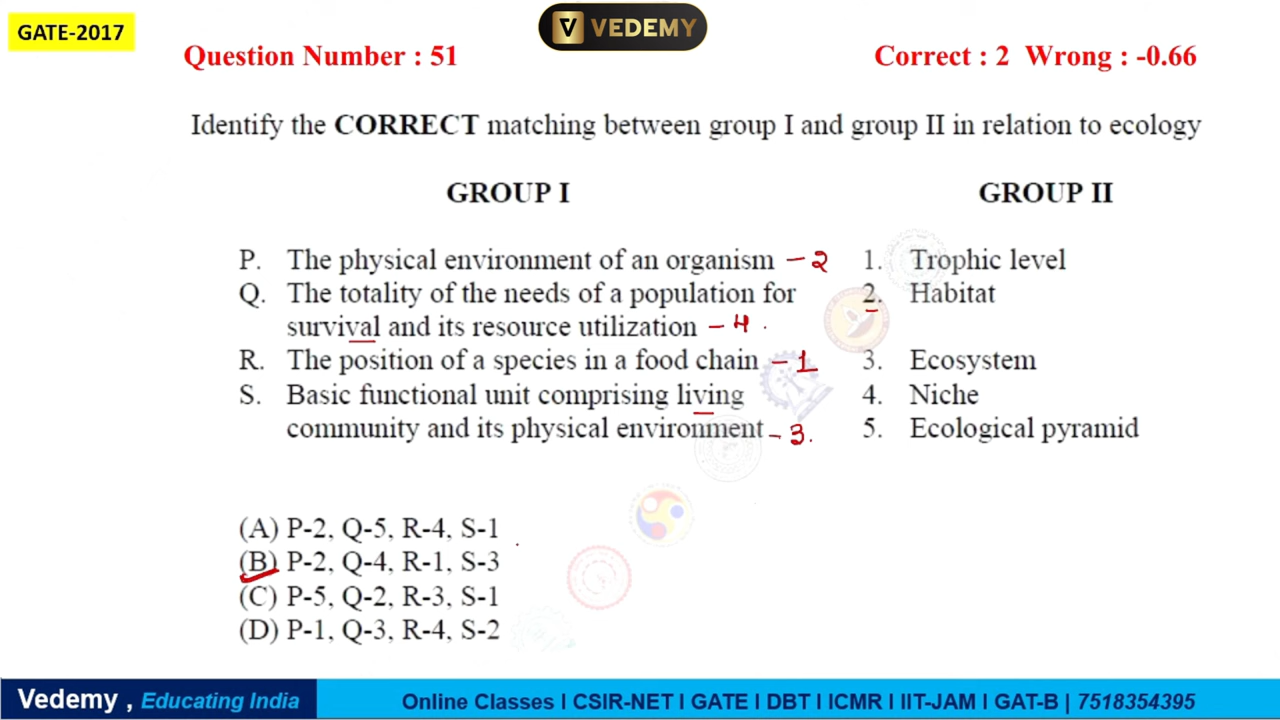 GATE-2017
VEDEMY
Question Number : 51
Correct : 2 Wrong : -0.66
Identify the CORRECT matching between group I and group II in relation to ecology
GROUP I
GROUP II
P. The physical environment of an organism - 2
1. Trophic level
Q. The totality of the needs of a population for
2. Habitat
survival and its resource utilization - 4
R. The position of a species in a food chain - 1
3. Ecosystem
S. Basic functional unit comprising living
4. Niche
community and its physical environment - 3
5. Ecological pyramid
(A) P-2, Q-5, R-4, S-1
(B) P-2, Q-4, R-1, S-3
(C) P-5, Q-2, R-3, S-1
(D) P-1, Q-3, R-4, S-2
Vedemy , Educating India
Online Classes I CSIR-NET I GATE I DBT I ICMR I IIT-JAM I GAT-B | 7518354395